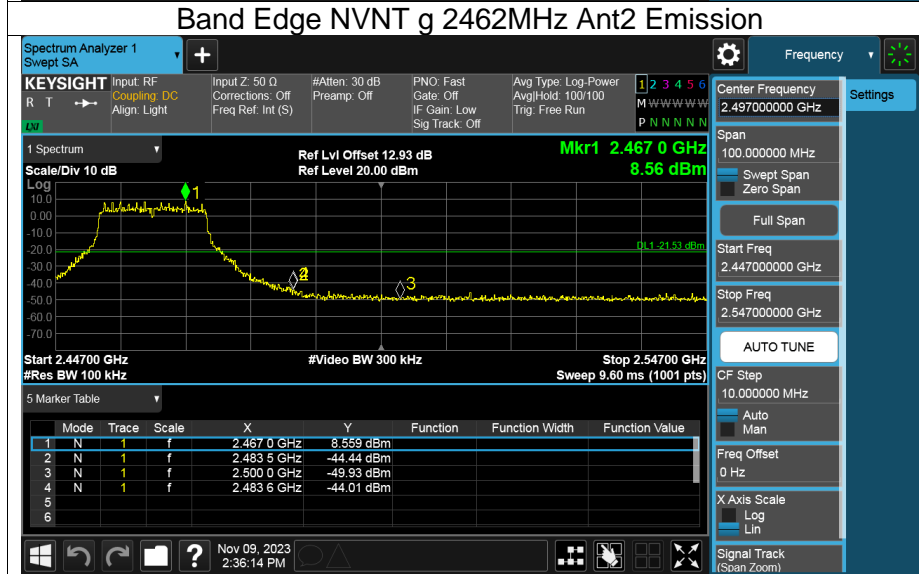 Band Edge NVNT g 2462MHz Ant2 Emission
Spectrum Analyzer 1
Swept SA
+
Frequency
KEYSIGHT
R T
LXI
Input: RF
Coupling: DC
Align: Light
Input Z: 50 Ω
Corrections: Off
Freq Ref: Int (S)
#Atten: 30 dB
Preamp: Off
PNO: Fast
Gate: Off
IF Gain: Low
Sig Track: Off
Avg Type: Log-Power
Avg|Hold: 100/100
Trig: Free Run
1 2 3 4 5 6
M W W W W W
P N N N N N
1 Spectrum
Scale/Div 10 dB
Ref Lvl Offset 12.93 dB
Ref Level 20.00 dBm
Mkr1 2.467 0 GHz
8.56 dBm
Log
10.0
0.00
-10.0
-20.0
-30.0
-40.0
-50.0
-60.0
-70.0
1
2
3
DL1 -21.53 dBm
Start 2.44700 GHz
#Res BW 100 kHz
#Video BW 300 kHz
Stop 2.54700 GHz
Sweep 9.60 ms (1001 pts)
5 Marker Table
Mode Trace Scale X Y Function Function Width Function Value
1 N 1 f 2.467 0 GHz 8.559 dBm
2 N 1 f 2.483 5 GHz -44.44 dBm
3 N 1 f 2.500 0 GHz -49.93 dBm
4 N 1 f 2.483 6 GHz -44.01 dBm
5
6
?
Nov 09, 2023
2:36:14 PM
Center Frequency
2.497000000 GHz
Settings
Span
100.000000 MHz
Swept Span
Zero Span
Full Span
Start Freq
2.447000000 GHz
Stop Freq
2.547000000 GHz
AUTO TUNE
CF Step
10.000000 MHz
Auto
Man
Freq Offset
0 Hz
X Axis Scale
Log
Lin
Signal Track
(Span Zoom)